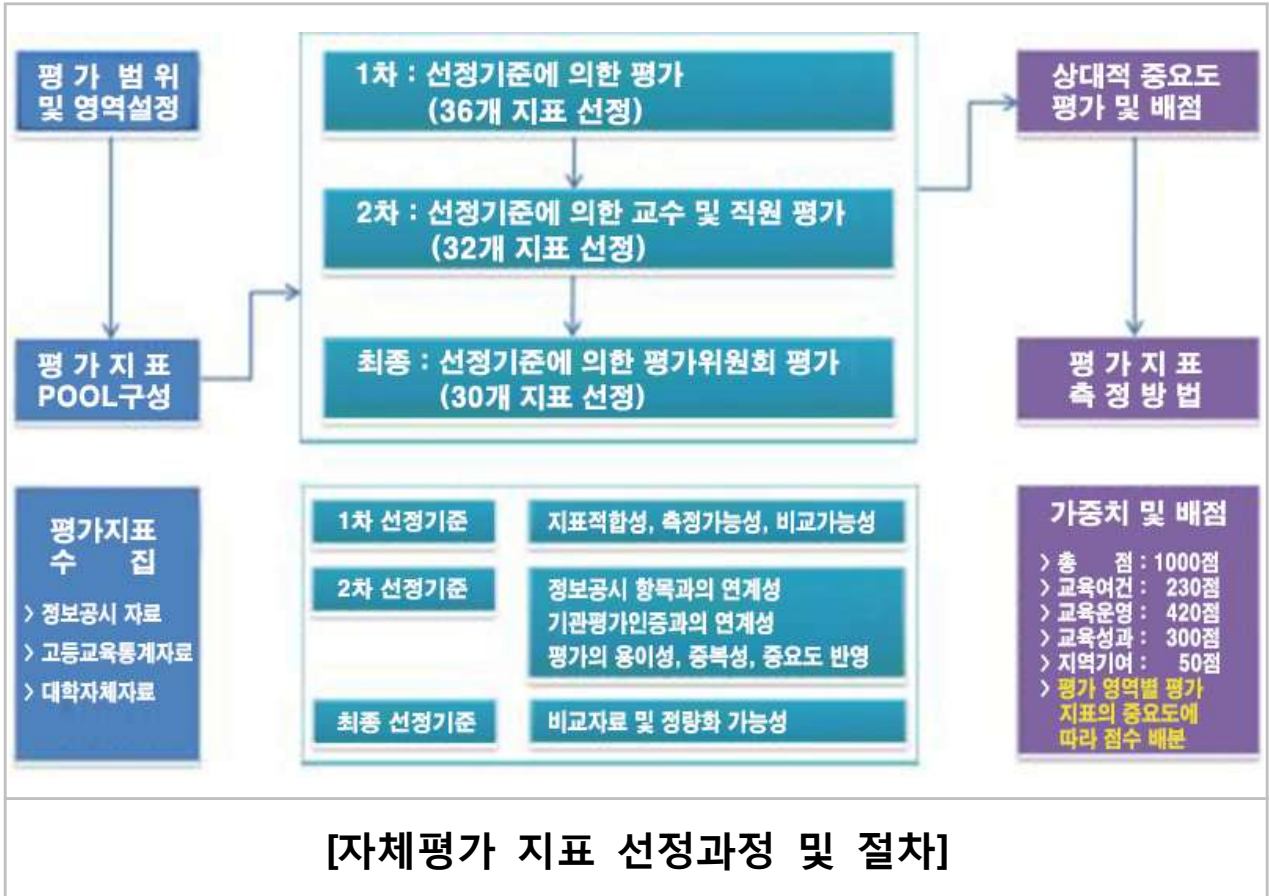 평 가 범 위
및 영역설정
평 가 지 표
POOL구성
1차 : 선정기준에 의한 평가
(36개 지표 선정)
2차 : 선정기준에 의한 교수 및 직원 평가
(32개 지표 선정)
최종 : 선정기준에 의한 평가위원회 평가
(30개 지표 선정)
상대적 중요도
평가 및 배점
평 가 지 표
측 정 방 법
평가지표
수 집
> 정보공시 자료
> 고등교육통계자료
> 대학자체자료
1차 선정기준
지표적합성, 측정가능성, 비교가능성
2차 선정기준
정보공시 항목과의 연계성
기관평가인증과의 연계성
평가의 용이성, 중복성, 중요도 반영
최종 선정기준
비교자료 및 정량화 가능성
가중치 및 배점
> 총 점 : 1000점
> 교육여건 : 230점
> 교육운영 : 420점
> 교육성과 : 300점
> 지역기여 : 50점
> 평가 영역별 평가
지표의 중요도에
따라 점수 배분
[자체평가 지표 선정과정 및 절차]